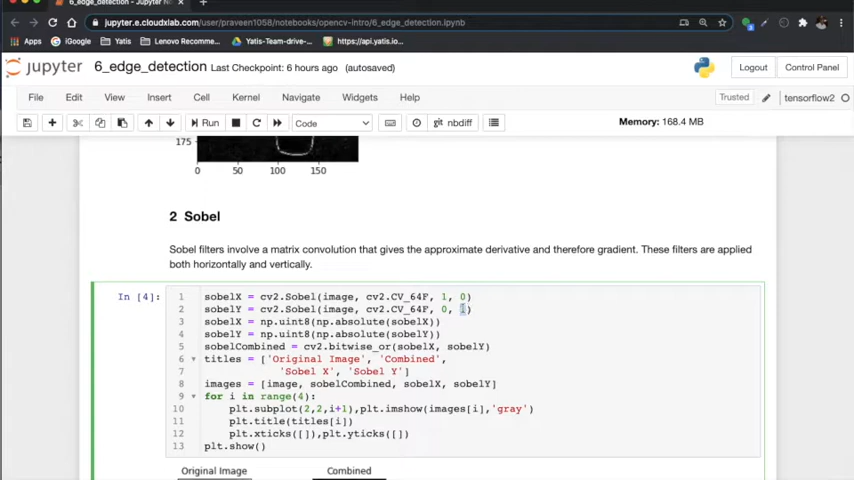 6_edge_detection - Jupyter Not
jupyter.e.cloudxlab.com/user/praveen1058/notebooks/opencv-intro/6_edge_detection.ipynb
Apps iGoogle Yatis Lenovo Recomme... Yatis-Team-drive-... https://api.yatis.io...
jupyter 6_edge_detection Last Checkpoint: 6 hours ago (autosaved) Logout Control Panel
File Edit View Insert Cell Kernel Navigate Widgets Help Trusted tensorflow2
Run Code git nbdiff Memory: 168.4 MB
175
0 50 100 150
2 Sobel
Sobel filters involve a matrix convolution that gives the approximate derivative and therefore gradient. These filters are applied
both horizontally and vertically.
In [4]: 1 sobelX = cv2.Sobel(image, cv2.CV_64F, 1, 0)
2 sobelY = cv2.Sobel(image, cv2.CV_64F, 0, 1)
3 sobelX = np.uint8(np.absolute(sobelX))
4 sobelY = np.uint8(np.absolute(sobelY))
5 sobelCombined = cv2.bitwise_or(sobelX, sobelY)
6 titles = ['Original Image', 'Combined',
7 'Sobel X', 'Sobel Y']
8 images = [image, sobelCombined, sobelX, sobelY]
9 for i in range(4):
10 plt.subplot(2,2,i+1),plt.imshow(images[i],'gray')
11 plt.title(titles[i])
12 plt.xticks([]),plt.yticks([])
13 plt.show()
Original Image Combined